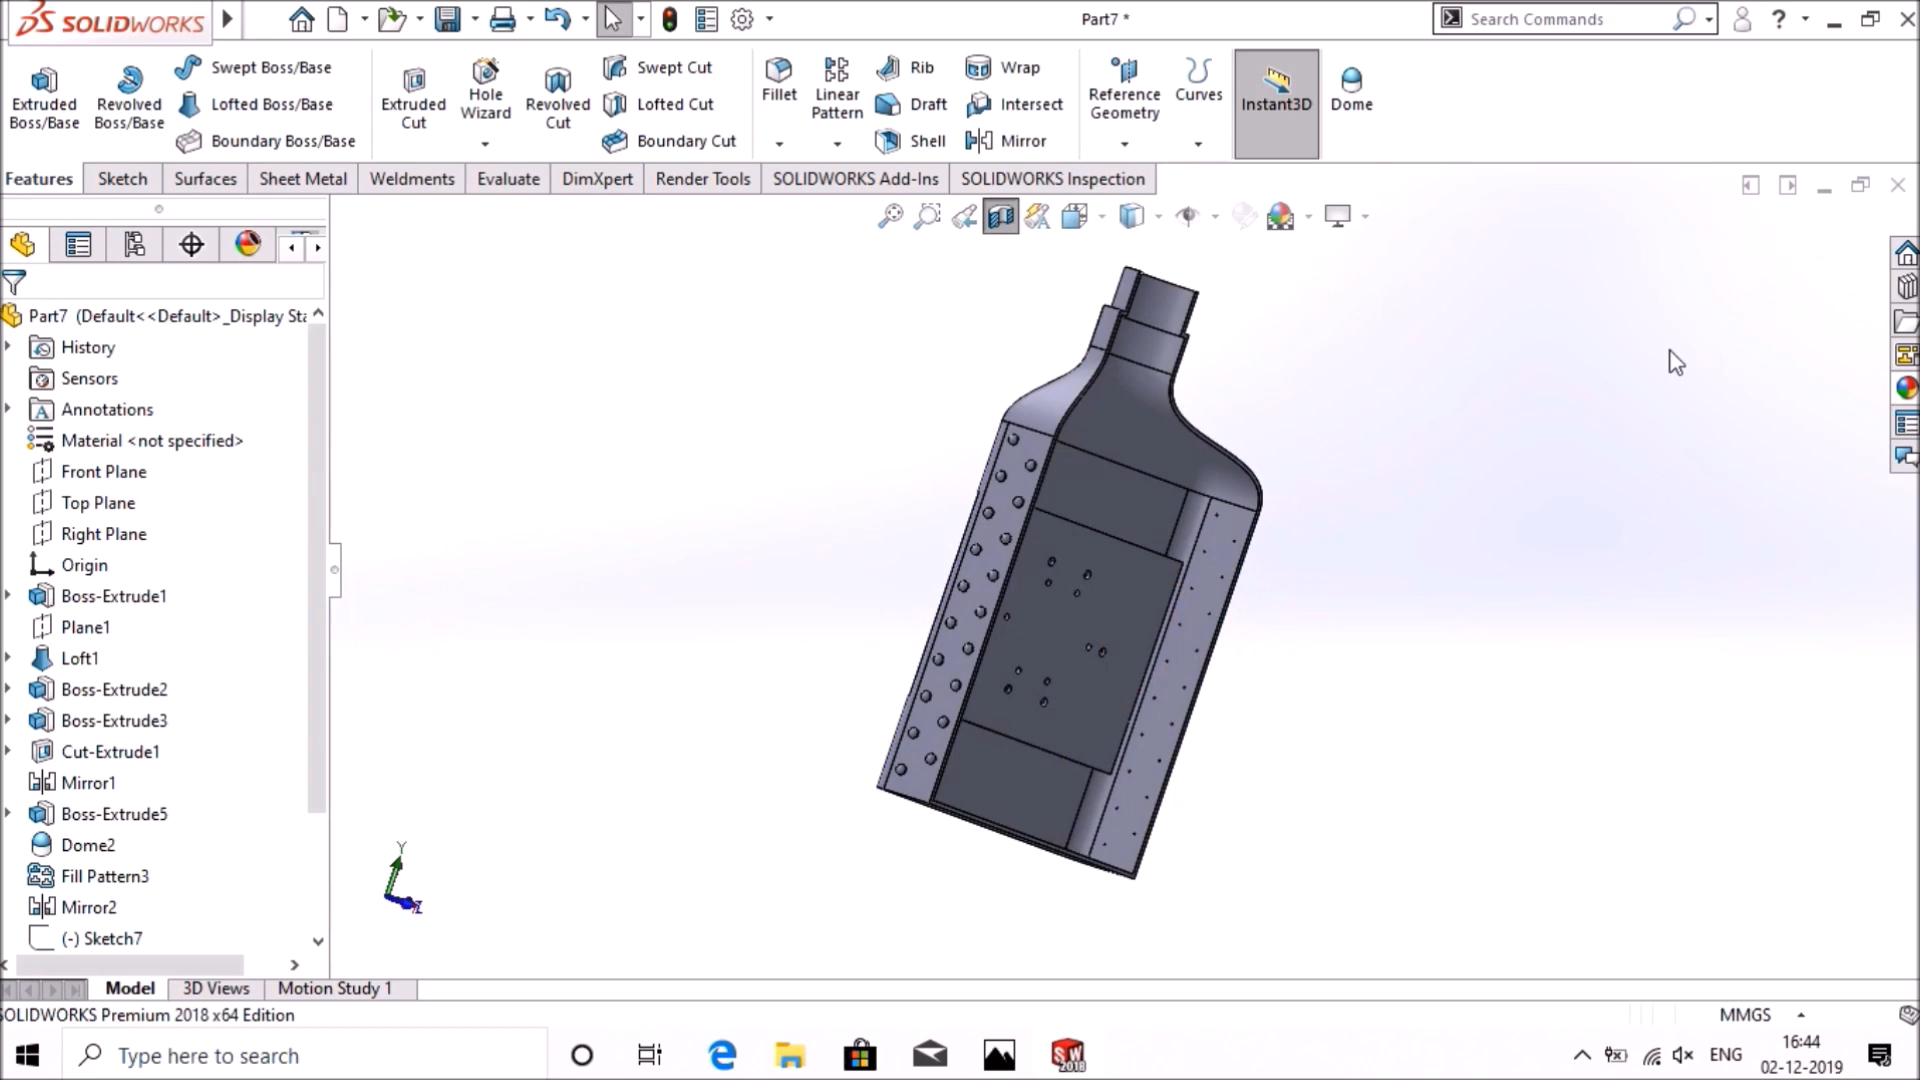 SOLIDWORKS
Part7 *
Search Commands
Extruded Boss/Base
Revolved Boss/Base
Swept Boss/Base
Lofted Boss/Base
Boundary Boss/Base
Extruded Cut
Hole Wizard
Revolved Cut
Swept Cut
Lofted Cut
Boundary Cut
Fillet
Linear Pattern
Rib
Draft
Shell
Wrap
Intersect
Mirror
Reference Geometry
Curves
Instant3D
Dome
Features
Sketch
Surfaces
Sheet Metal
Weldments
Evaluate
DimXpert
Render Tools
SOLIDWORKS Add-Ins
SOLIDWORKS Inspection
Part7 (Default<<Default>_Display Sta
History
Sensors
Annotations
Material <not specified>
Front Plane
Top Plane
Right Plane
Origin
Boss-Extrude1
Plane1
Loft1
Boss-Extrude2
Boss-Extrude3
Cut-Extrude1
Mirror1
Boss-Extrude5
Dome2
Fill Pattern3
Mirror2
(-) Sketch7
Y
Z
Model
3D Views
Motion Study 1
SOLIDWORKS Premium 2018 x64 Edition
MMGS
Type here to search
SW 2018
ENG
16:44
02-12-2019